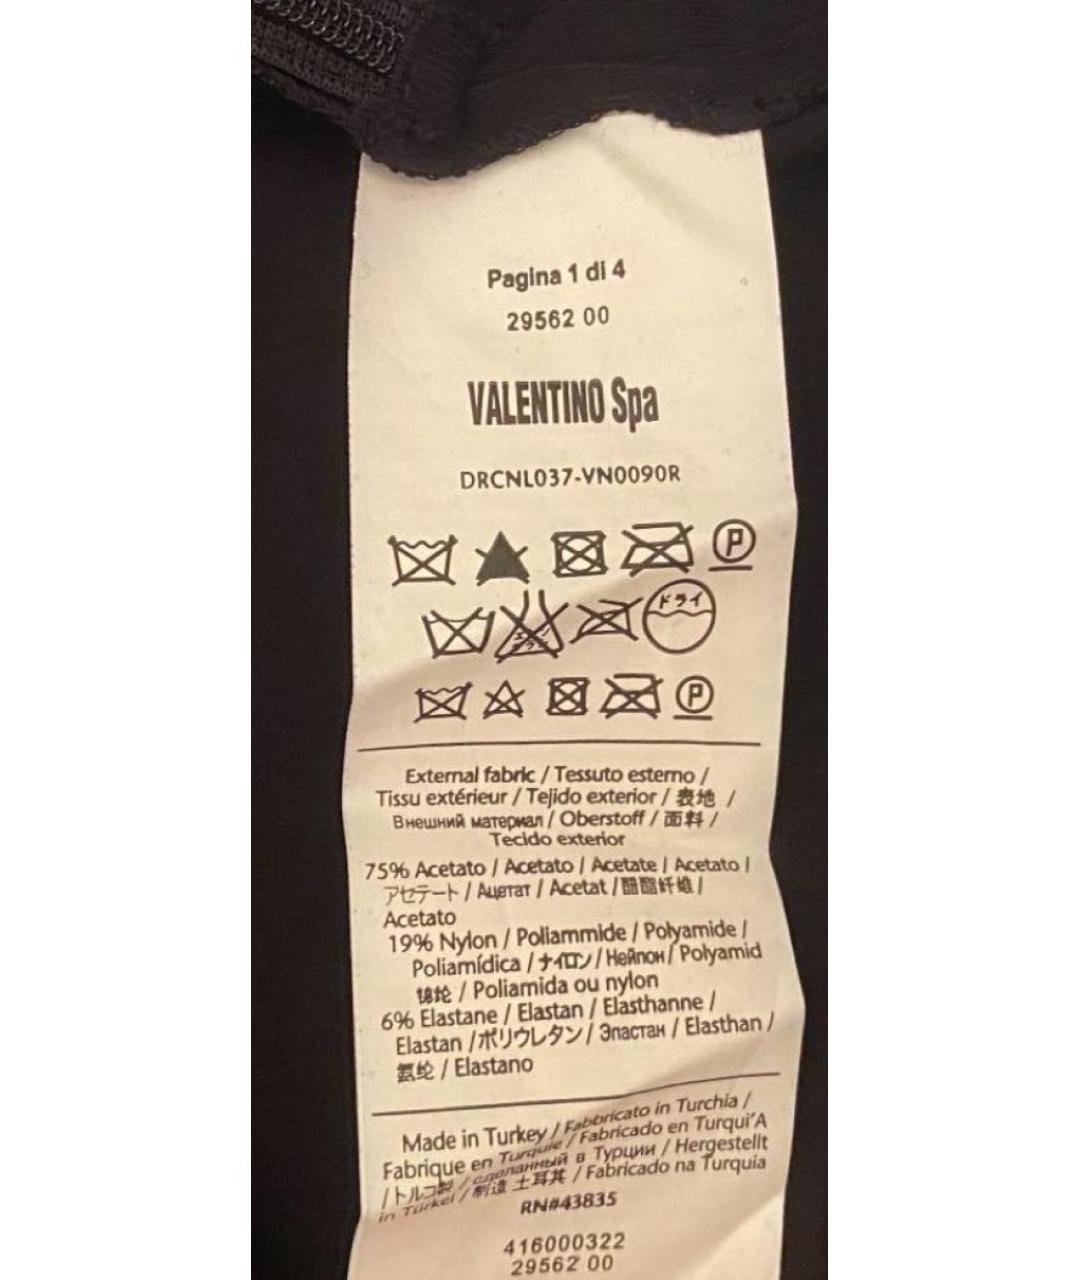 Pagina 1 di 4
29562 00
VALENTINO Spa
DRCNL037-VN0090R
P
ドライ
P
External fabric / Tessuto esterno /
Tissu extérieur / Tejido exterior / 表地 /
Внешний материал / Oberstoff / 面料 /
Tecido exterior
75% Acetato / Acetato / Acetate / Acetato /
アセテート / Ацетат / Acetat / 醋酯纤维 /
Acetato
19% Nylon / Poliammide / Polyamide /
Poliamídica / ナイロン / Нейлон / Polyamid
锦纶 / Poliamida ou nylon
6% Elastane / Elastan / Elasthanne /
Elastan / ポリウレタン / Эластан / Elasthan /
氨纶 / Elastano
Made in Turkey / Fabbricato in Turchia /
Fabrique en Turquie / Fabricado en Turqui'A
/ トルコ製 / сделанный в Турции / Hergestellt
in Türkei / 制造 土耳其 / Fabricado na Turquia
RN#43835
416000322
29562 00